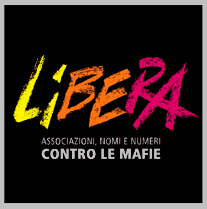 LiBERA
ASSOCIAZIONI, NOMI E NUMERI
CONTRO LE MAFIE